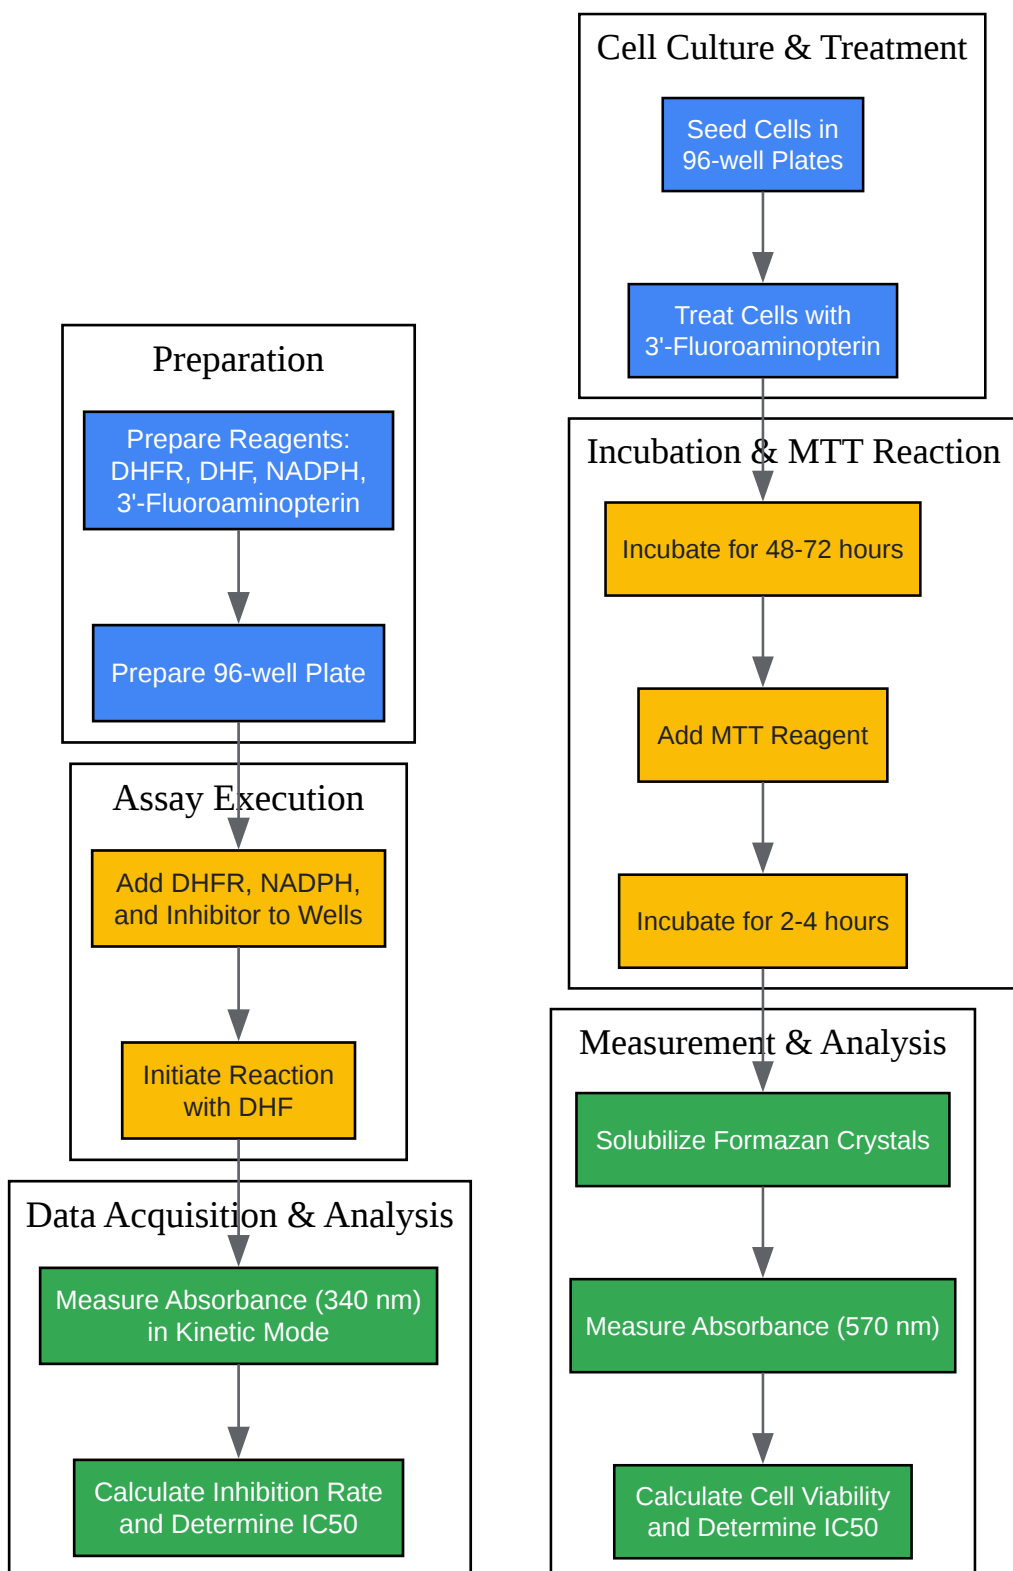 Preparation
Prepare Reagents:
DHFR, DHF, NADPH,
3'-Fluoroaminopterin
Prepare 96-well Plate
Assay Execution
Add DHFR, NADPH,
and Inhibitor to Wells
Initiate Reaction
with DHF
Data Acquisition & Analysis
Measure Absorbance (340 nm)
in Kinetic Mode
Calculate Inhibition Rate
and Determine IC50
Cell Culture & Treatment
Seed Cells in
96-well Plates
Treat Cells with
3'-Fluoroaminopterin
Incubation & MTT Reaction
Incubate for 48-72 hours
Add MTT Reagent
Incubate for 2-4 hours
Measurement & Analysis
Solubilize Formazan Crystals
Measure Absorbance (570 nm)
Calculate Cell Viability
and Determine IC50